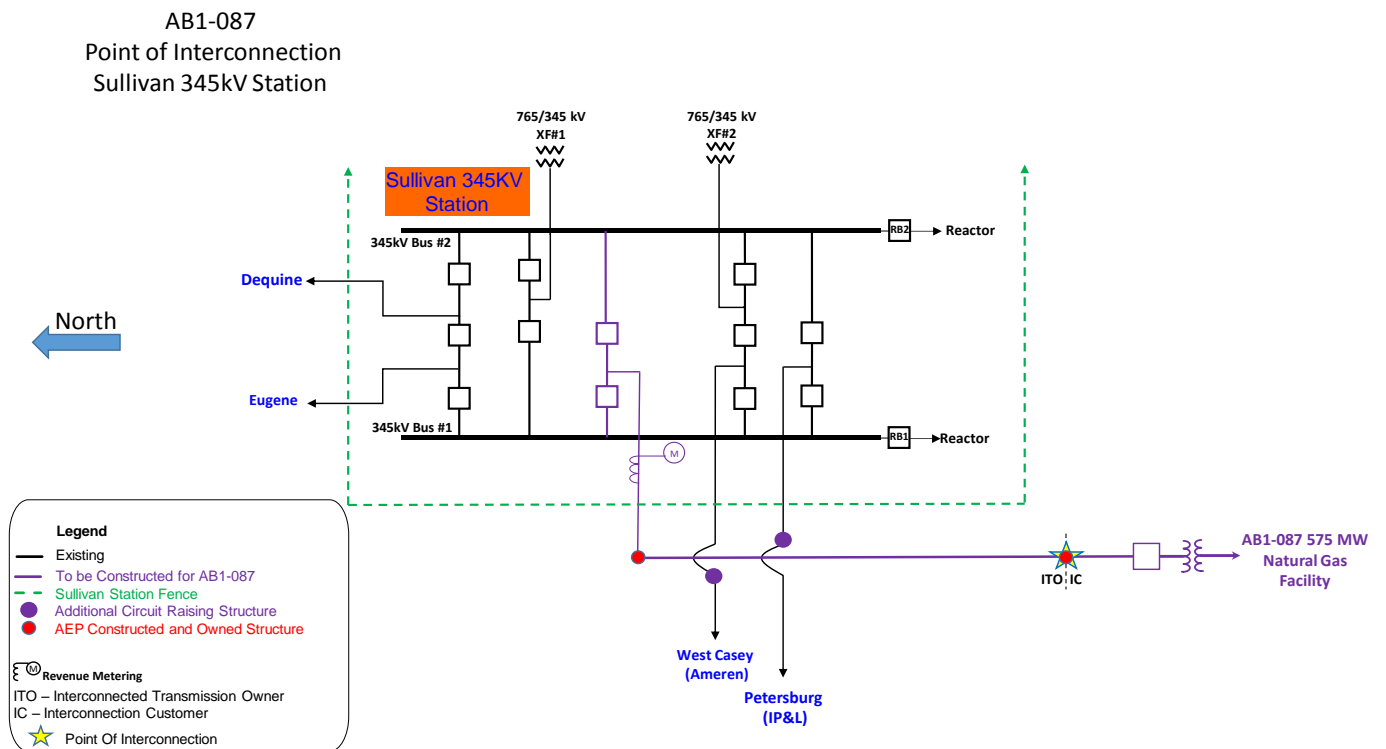 AB1-087
Point of Interconnection
Sullivan 345kV Station
765/345 kV
XF#1
765/345 kV
XF#2
Sullivan 345KV
Station
345kV Bus #2
RB2
Reactor
Dequine
North
Eugene
345kV Bus #1
RB1
Reactor
M
ITO
IC
AB1-087 575 MW
Natural Gas
Facility
West Casey
(Ameren)
Petersburg
(IP&L)
Legend
Existing
To be Constructed for AB1-087
Sullivan Station Fence
Additional Circuit Raising Structure
AEP Constructed and Owned Structure
M
Revenue Metering
ITO – Interconnected Transmission Owner
IC – Interconnection Customer
Point Of Interconnection